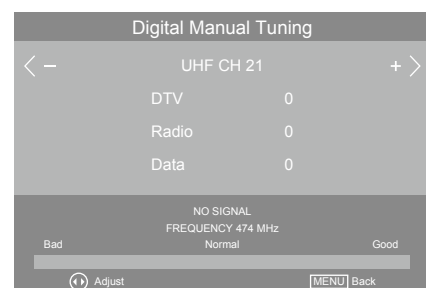 Digital Manual Tuning
< − UHF CH 21 + >
DTV 0
Radio 0
Data 0
NO SIGNAL
FREQUENCY 474 MHz
Bad Normal Good
Adjust MENU Back